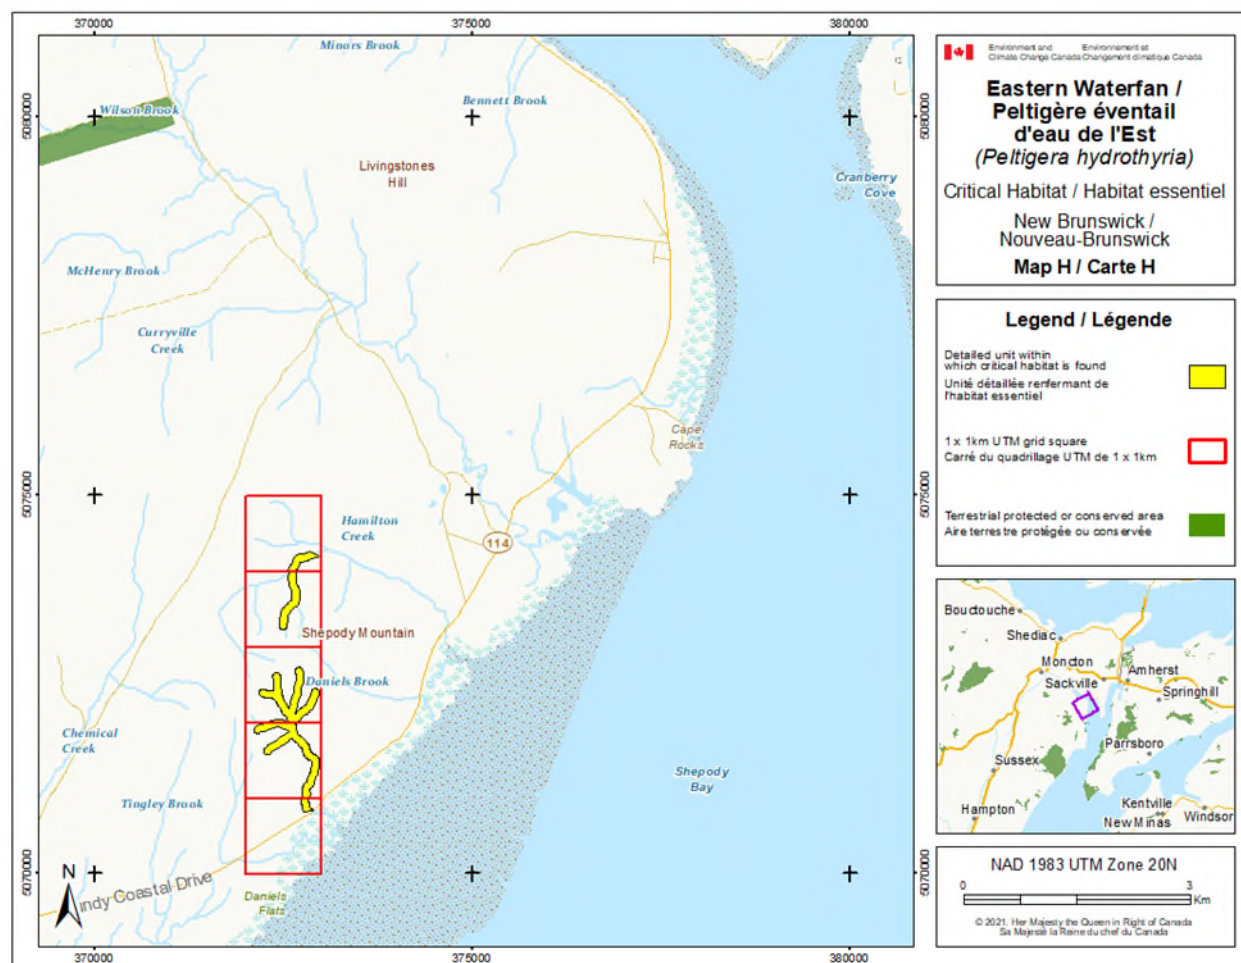 370000
375000
380000
Minors Brook
Bennett Brook
Wilson Brook
Livingstones
Hill
Cranberry
Cove
McHenry Brook
Curryville
Creek
Cape
Rocks
Hamilton
Creek
114
Shepody Mountain
Daniels Brook
Chemical
Creek
Tingley Brook
Shepody
Bay
N
ndy Coastal Drive
Daniels
Flats
5080000
5075000
5070000
5080000
5075000
5070000
370000
375000
380000
Environment and
Climate Change Canada
Environnement et
Changement climatique Canada
Eastern Waterfan /
Peltigère éventail
d'eau de l'Est
(Peltigera hydrothyria)
Critical Habitat / Habitat essentiel
New Brunswick /
Nouveau-Brunswick
Map H / Carte H
Legend / Légende
Detailed unit within
which critical habitat is found
Unité détaillée renfermant de
l'habitat essentiel
1 x 1km UTM grid square
Carré du quadrillage UTM de 1 x 1km
Terrestrial protected or conserved area
Aire terrestre protégée ou conservée
Bouctouche
Shediac
Moncton
Amherst
Sackville
Springhill
Parrsboro
Sussex
Kentville
Hampton
New Minas
Windsor
NAD 1983 UTM Zone 20N
0
3
Km
© 2021. Her Majesty the Queen in Right of Canada
Sa Majesté la Reine du chef du Canada